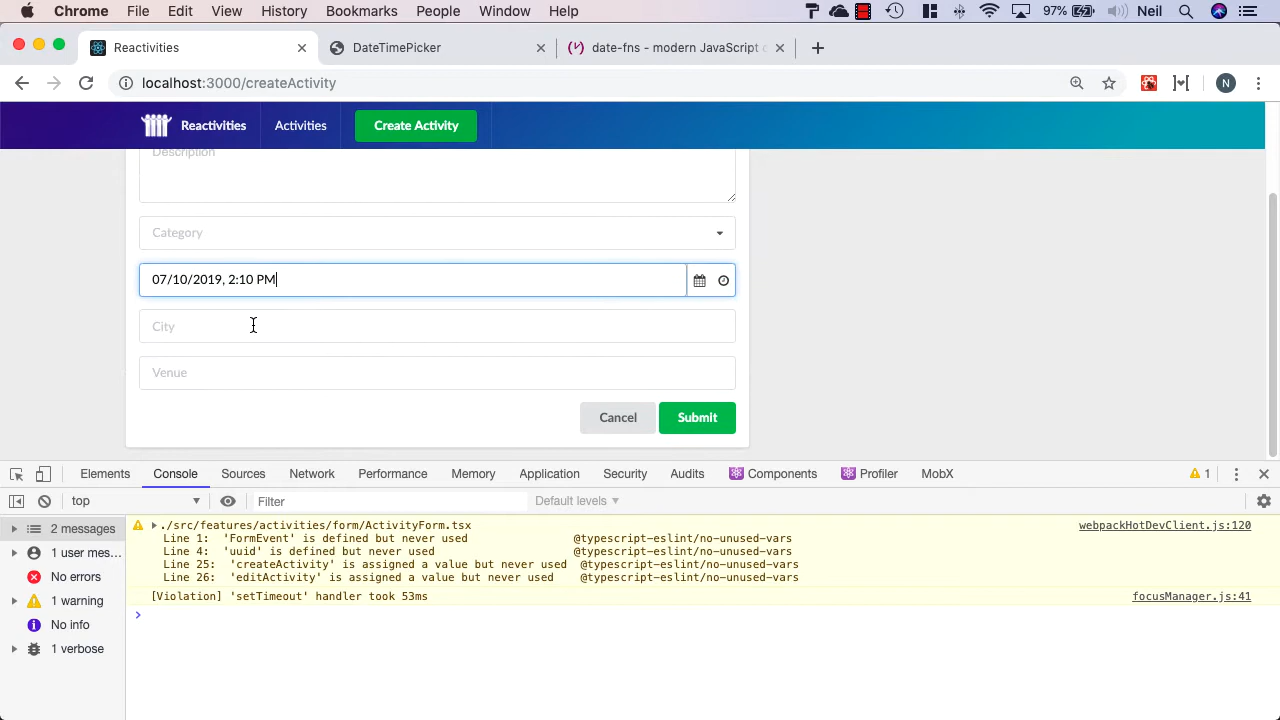 Chrome File Edit View History Bookmarks People Window Help 97% Neil
Reactivities DateTimePicker date-fns - modern JavaScript
localhost:3000/createActivity N
Reactivities Activities Create Activity
Description
Category
07/10/2019, 2:10 PM
City
Venue
Cancel Submit
Elements Console Sources Network Performance Memory Application Security Audits Components Profiler MobX 1
top Filter Default levels
2 messages
1 user mes...
No errors
1 warning
No info
1 verbose
./src/features/activities/form/ActivityForm.tsx webpackHotDevClient.js:120
Line 1: 'FormEvent' is defined but never used @typescript-eslint/no-unused-vars
Line 4: 'uuid' is defined but never used @typescript-eslint/no-unused-vars
Line 25: 'createActivity' is assigned a value but never used @typescript-eslint/no-unused-vars
Line 26: 'editActivity' is assigned a value but never used @typescript-eslint/no-unused-vars
[Violation] 'setTimeout' handler took 53ms focusManager.js:41